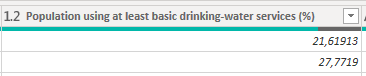 1.2 Population using at least basic drinking-water services (%)
21,61913
27,7719